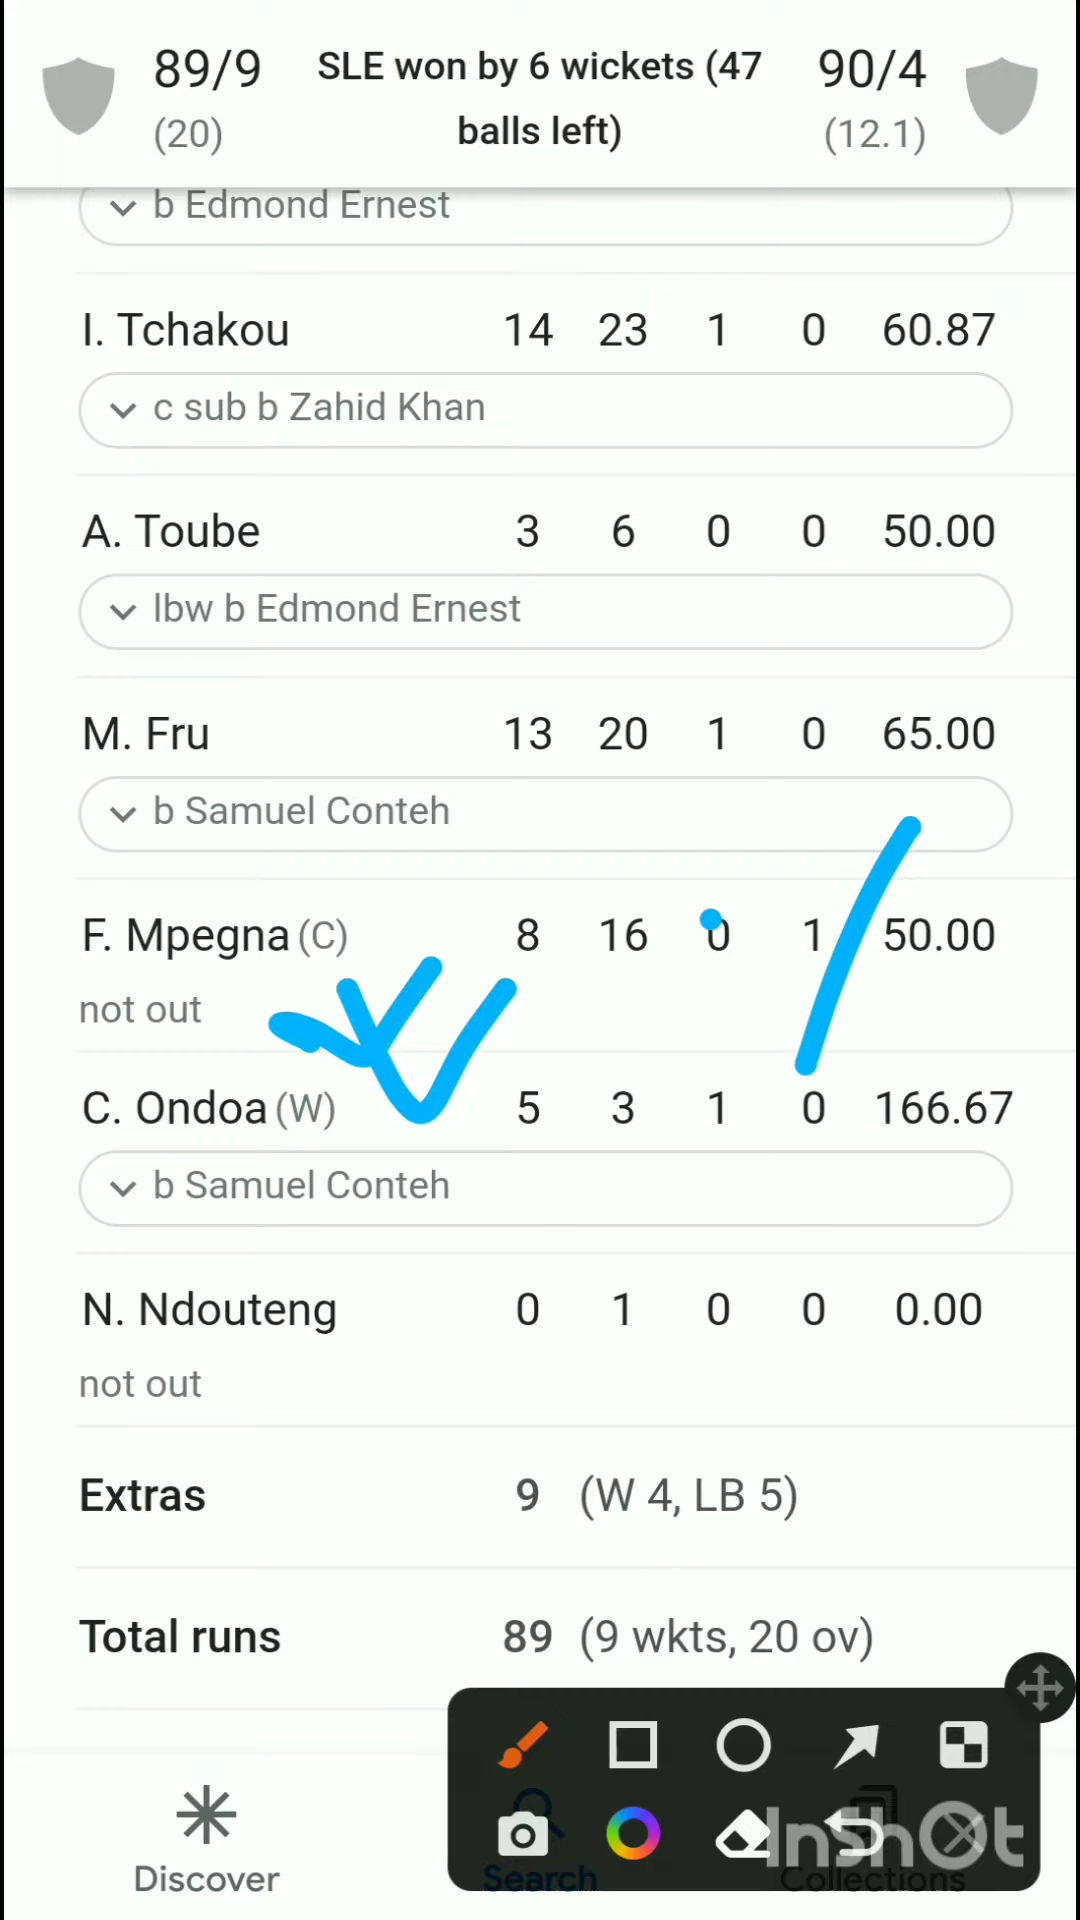 89/9 SLE won by 6 wickets (47 90/4
(20) balls left) (12.1)
b Edmond Ernest
I. Tchakou 14 23 1 0 60.87
c sub b Zahid Khan
A. Toube 3 6 0 0 50.00
lbw b Edmond Ernest
M. Fru 13 20 1 0 65.00
b Samuel Conteh
F. Mpegna (C) 8 16 0 1 50.00
not out
C. Ondoa (W) 5 3 1 0 166.67
b Samuel Conteh
N. Ndouteng 0 1 0 0 0.00
not out
Extras 9 (W 4, LB 5)
Total runs 89 (9 wkts, 20 ov)
InShOt
Discover Search Collections